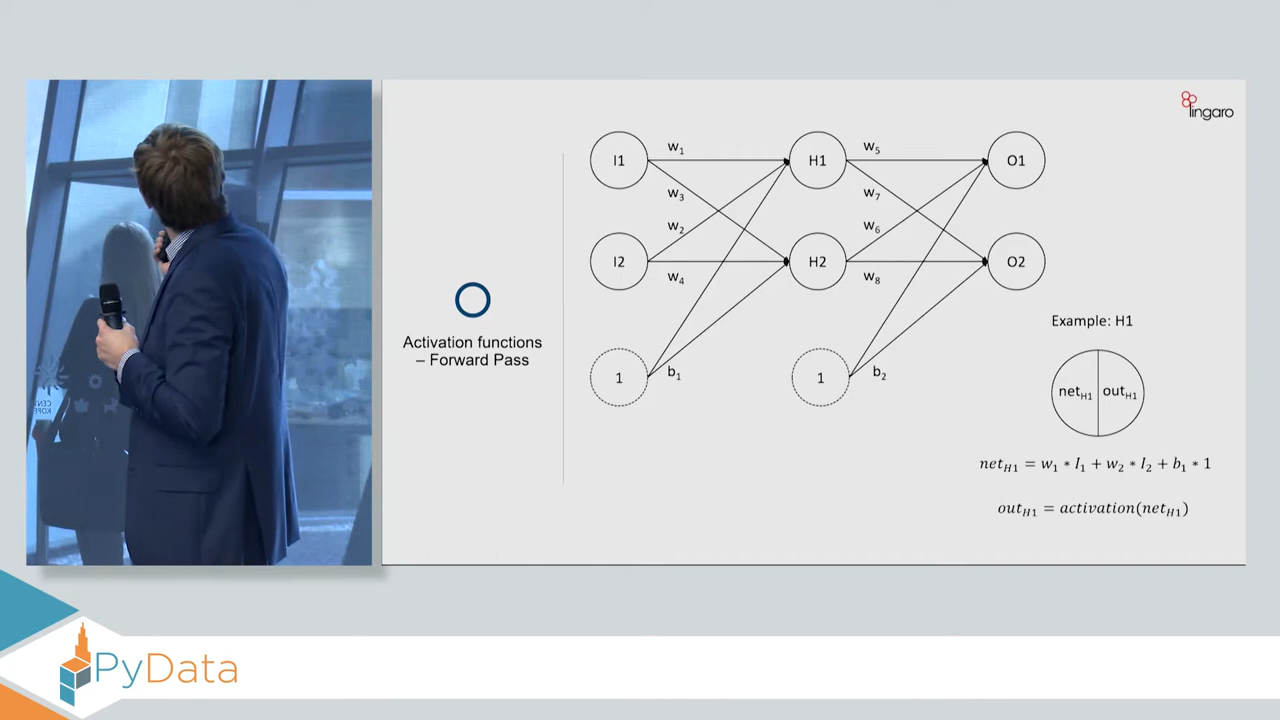 lingaro
I1
w1
H1
w5
O1
w3
w7
w2
w6
I2
H2
O2
w4
w8
Example: H1
Activation functions
– Forward Pass
1
b1
1
b2
netH1
outH1
netH1 = w1 * I1 + w2 * I2 + b1 * 1
outH1 = activation(netH1)
PyData